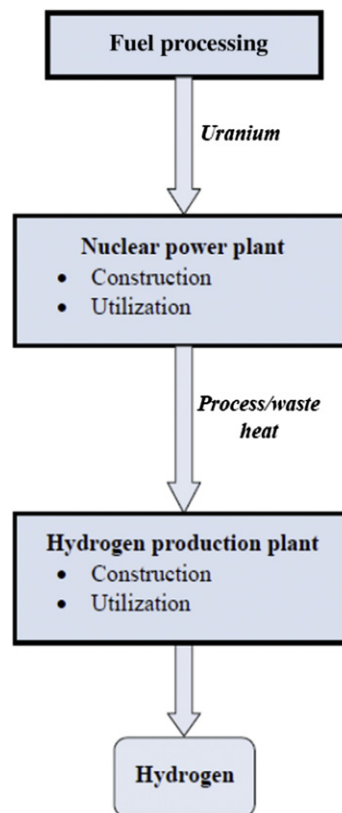 Fuel processing
Uranium
Nuclear power plant
• Construction
• Utilization
Process/waste
heat
Hydrogen production plant
• Construction
• Utilization
Hydrogen